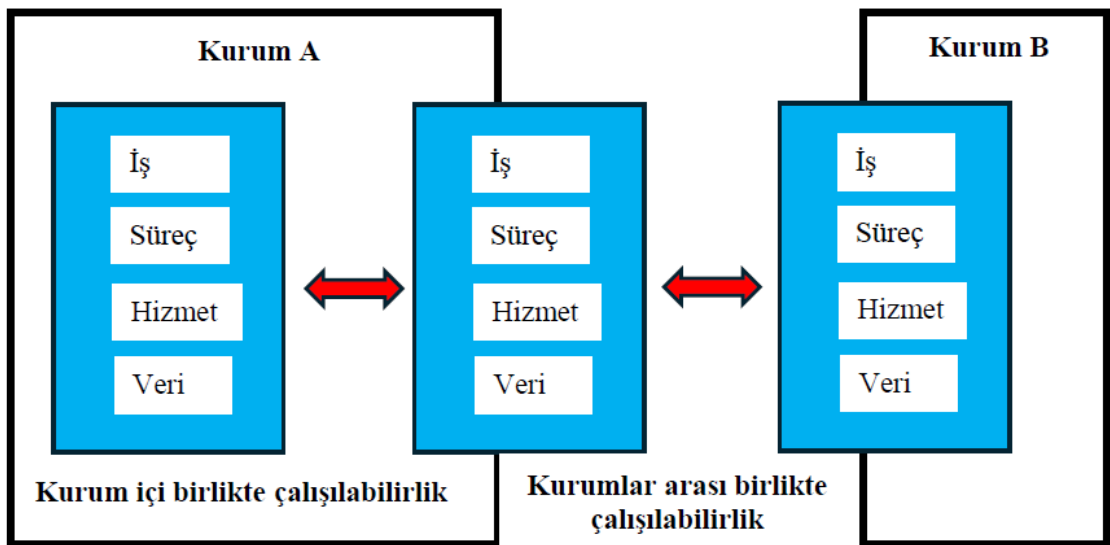 Kurum A
Kurum B
İş
Süreç
Hizmet
Veri
İş
Süreç
Hizmet
Veri
İş
Süreç
Hizmet
Veri
Kurum içi birlikte çalışılabilirlik
Kurumlar arası birlikte
çalışılabilirlik